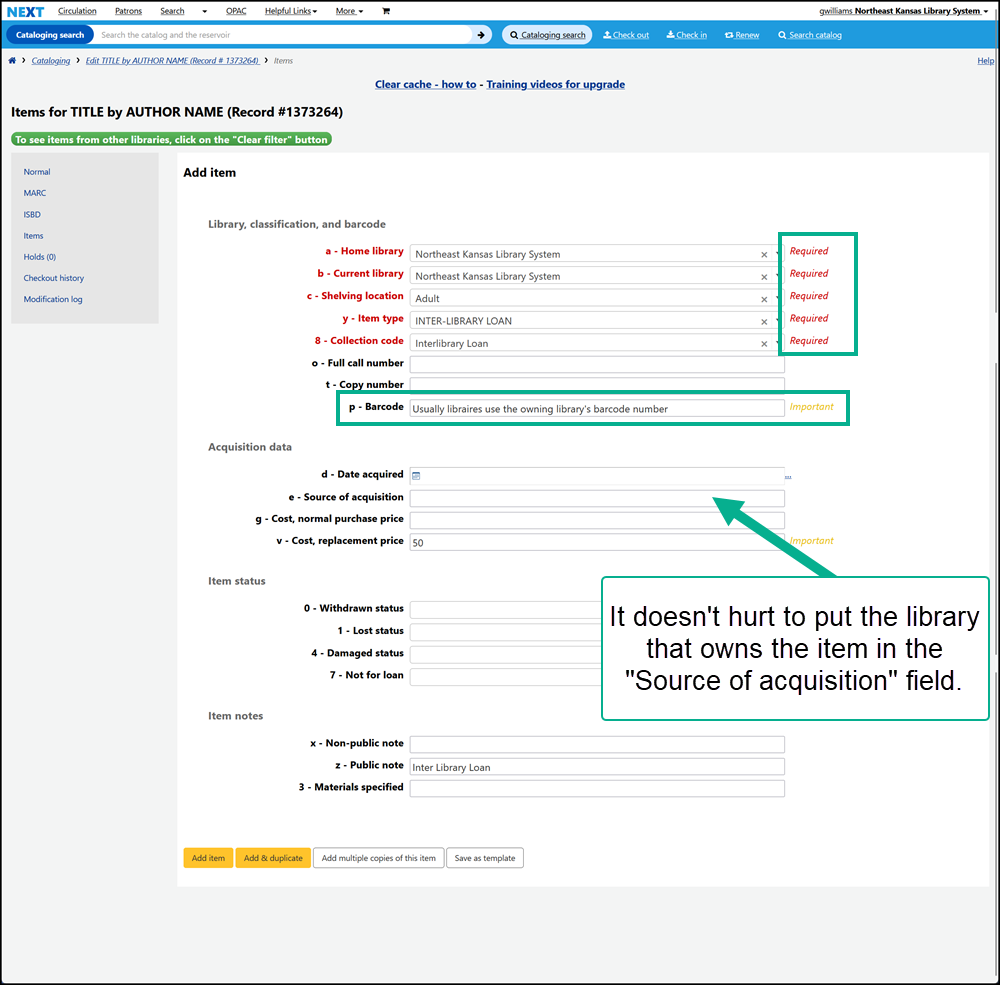 NEXT Circulation Patrons Search OPAC Helpful Links More gwilliams Northeast Kansas Library System
Cataloging search Search the catalog and the reservoir Cataloging search Check out Check in Renew Search catalog
Cataloging Edit TITLE by AUTHOR NAME (Record # 1373264) Items Help
Clear cache - how to - Training videos for upgrade
Items for TITLE by AUTHOR NAME (Record #1373264)
To see items from other libraries, click on the "Clear filter" button
Normal
MARC
ISBD
Items
Holds (0)
Checkout history
Modification log
Add item
Library, classification, and barcode
a - Home library Northeast Kansas Library System × Required
b - Current library Northeast Kansas Library System × Required
c - Shelving location Adult × Required
y - Item type INTER-LIBRARY LOAN × Required
8 - Collection code Interlibrary Loan × Required
o - Full call number
t - Copy number
p - Barcode Usually libraires use the owning library's barcode number Important
Acquisition data
d - Date acquired ...
e - Source of acquisition
g - Cost, normal purchase price
v - Cost, replacement price 50 Important
Item status
0 - Withdrawn status
1 - Lost status
4 - Damaged status
7 - Not for loan
It doesn't hurt to put the library
that owns the item in the
"Source of acquisition" field.
Item notes
x - Non-public note
z - Public note Inter Library Loan
3 - Materials specified
Add item Add & duplicate Add multiple copies of this item Save as template